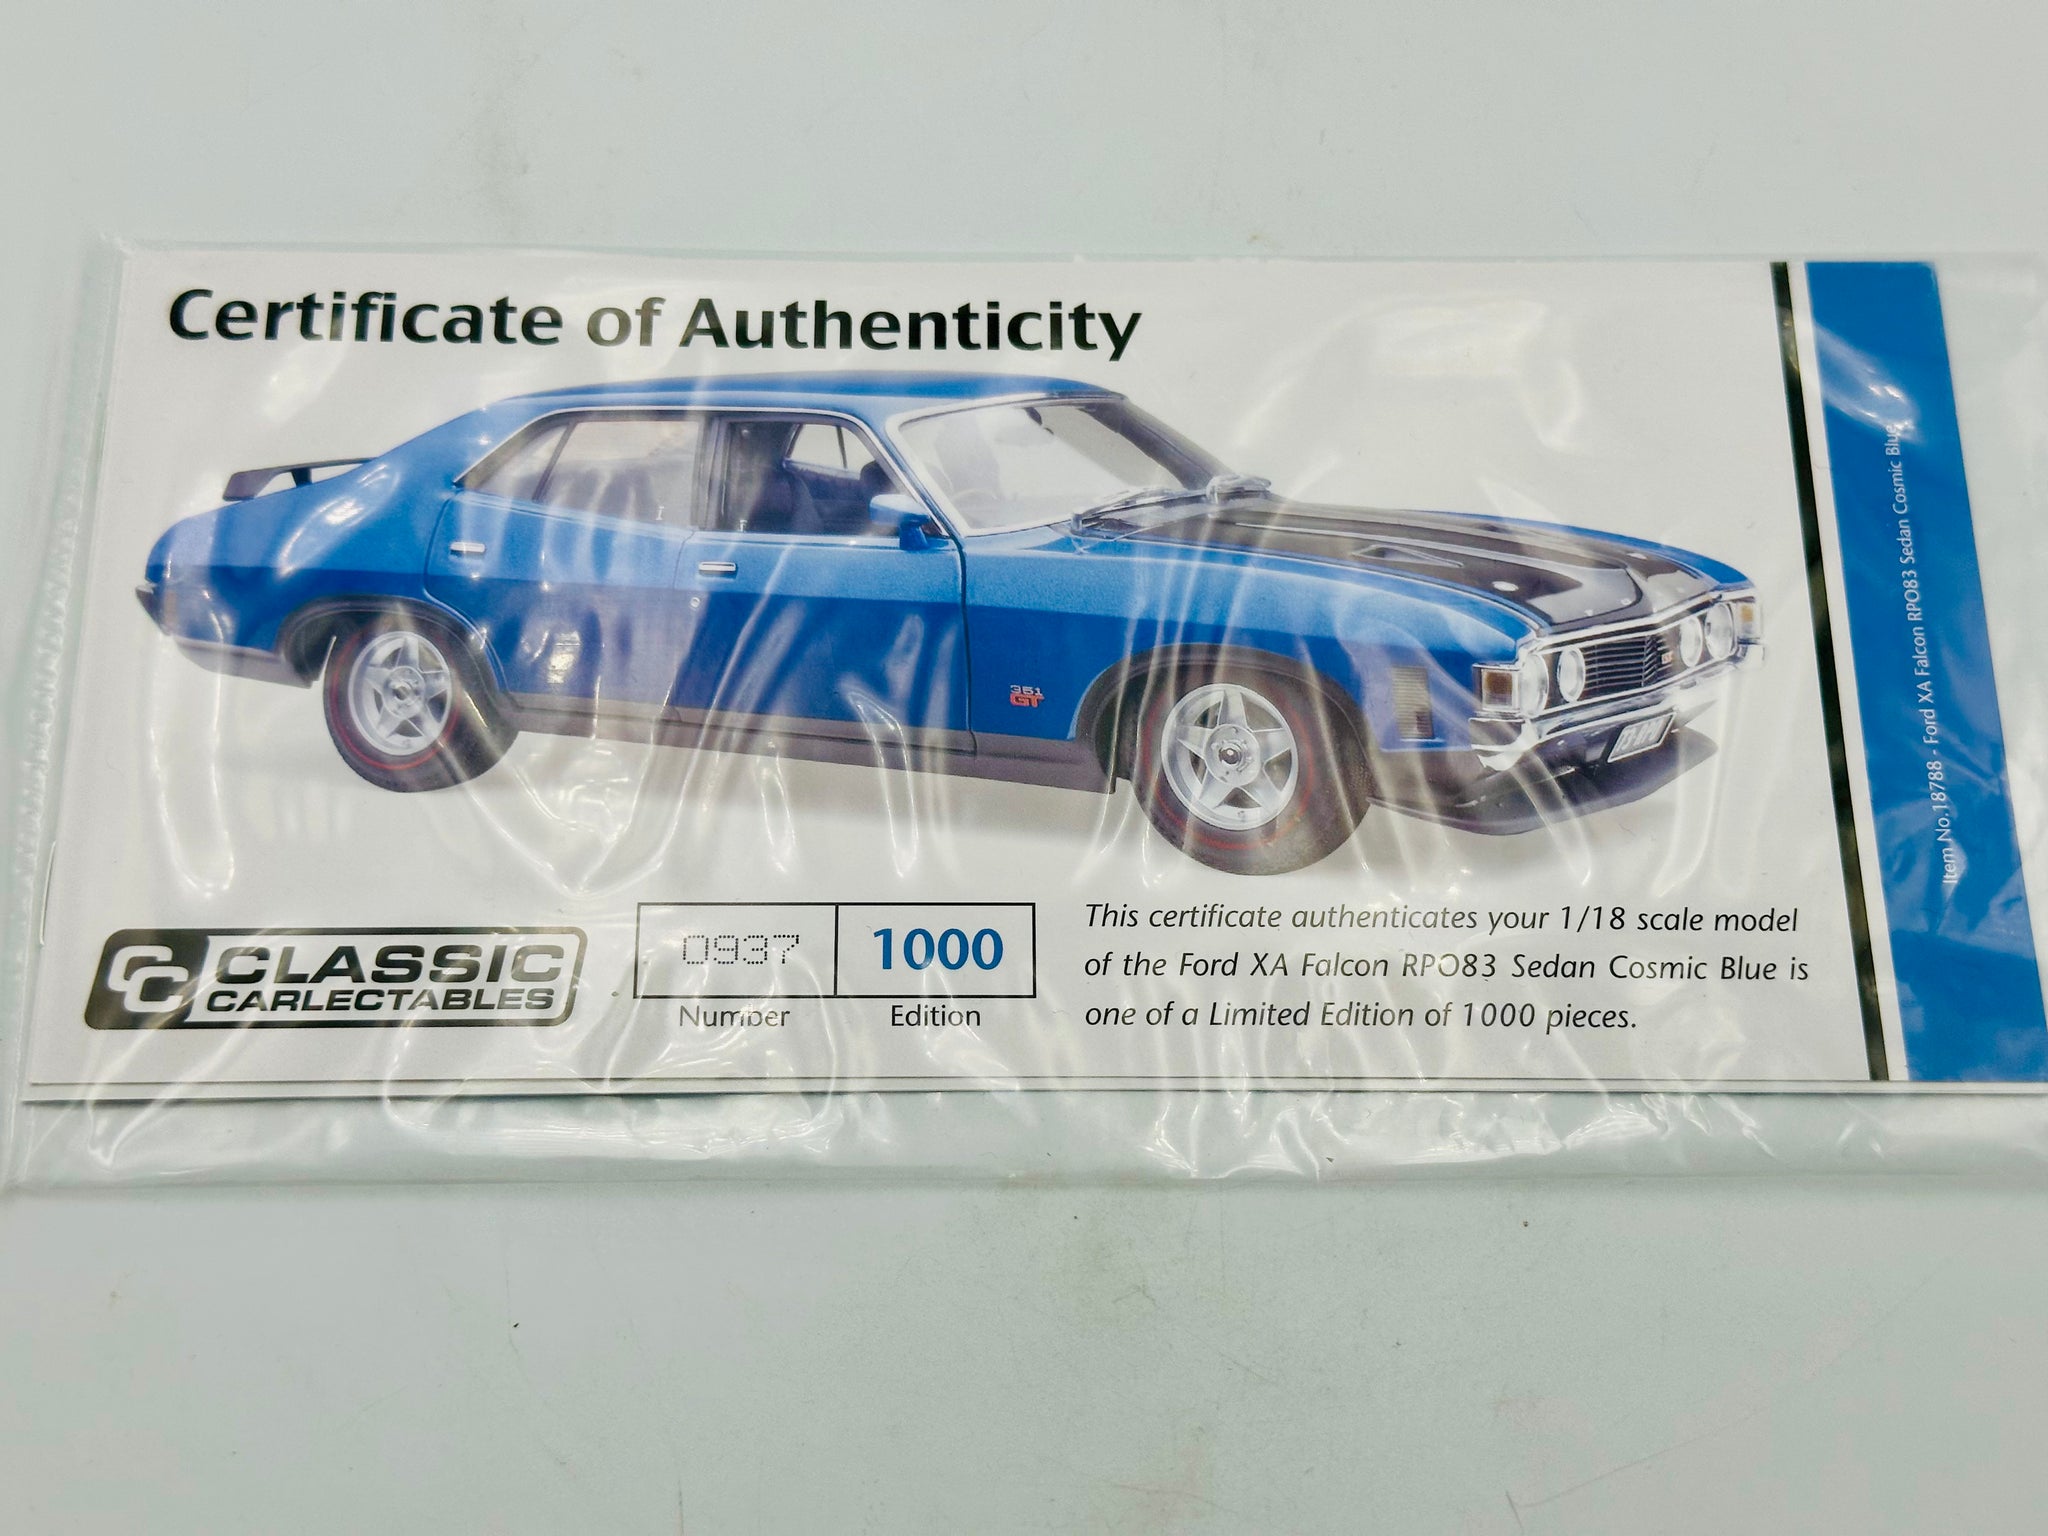 Certificate of Authenticity
351
GT
CC CLASSIC
CARLECTABLES
0937
Number
1000
Edition
This certificate authenticates your 1/18 scale model
of the Ford XA Falcon RPO83 Sedan Cosmic Blue is
one of a Limited Edition of 1000 pieces.
Item No.18788 - Ford XA Falcon RPO83 Sedan Cosmic Blue